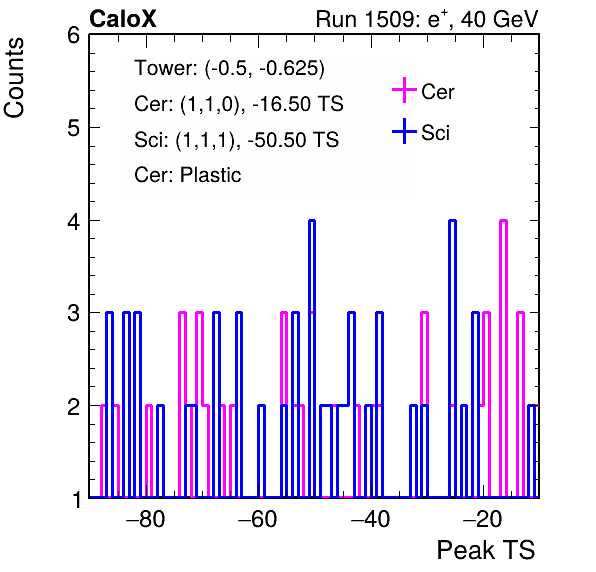 CaloX Run 1509: e⁺, 40 GeV
Counts
Tower: (-0.5, -0.625)
Cer: (1,1,0), -16.50 TS
Sci: (1,1,1), -50.50 TS
Cer: Plastic
Cer
Sci
6
5
4
3
2
1
−80 −60 −40 −20
Peak TS